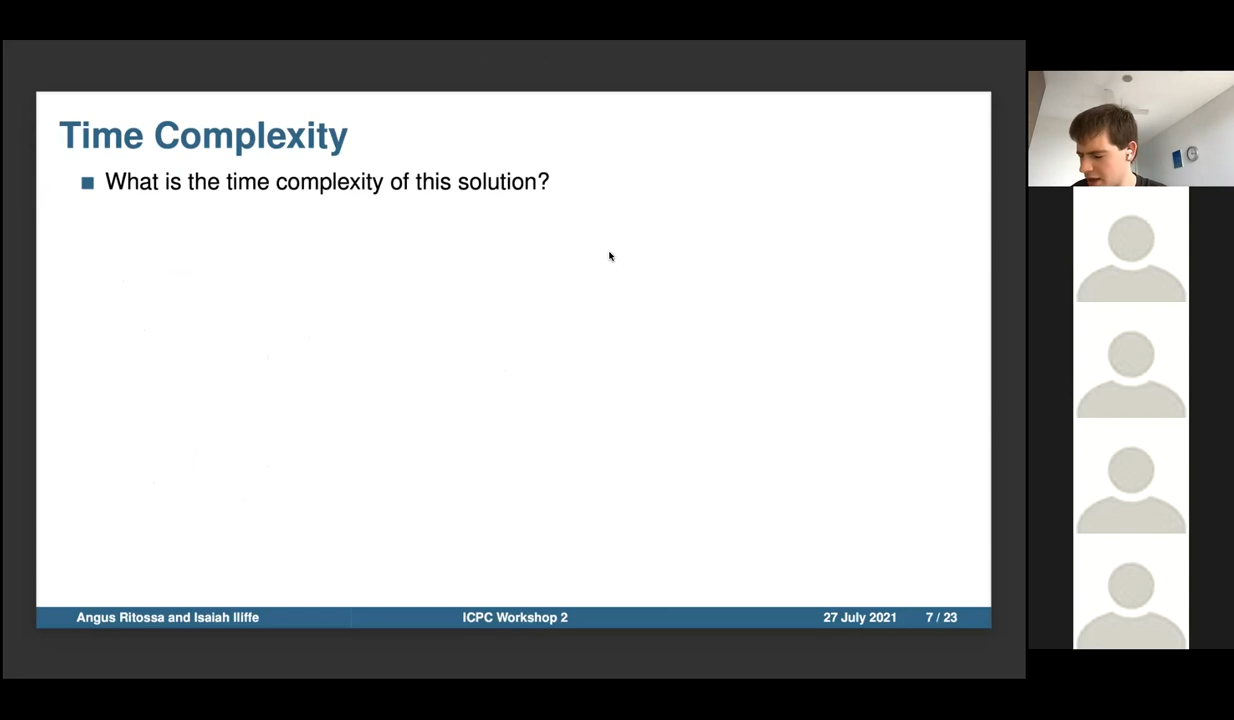 Time Complexity
What is the time complexity of this solution?
Angus Ritossa and Isaiah Iliffe
ICPC Workshop 2
27 July 2021
7 / 23